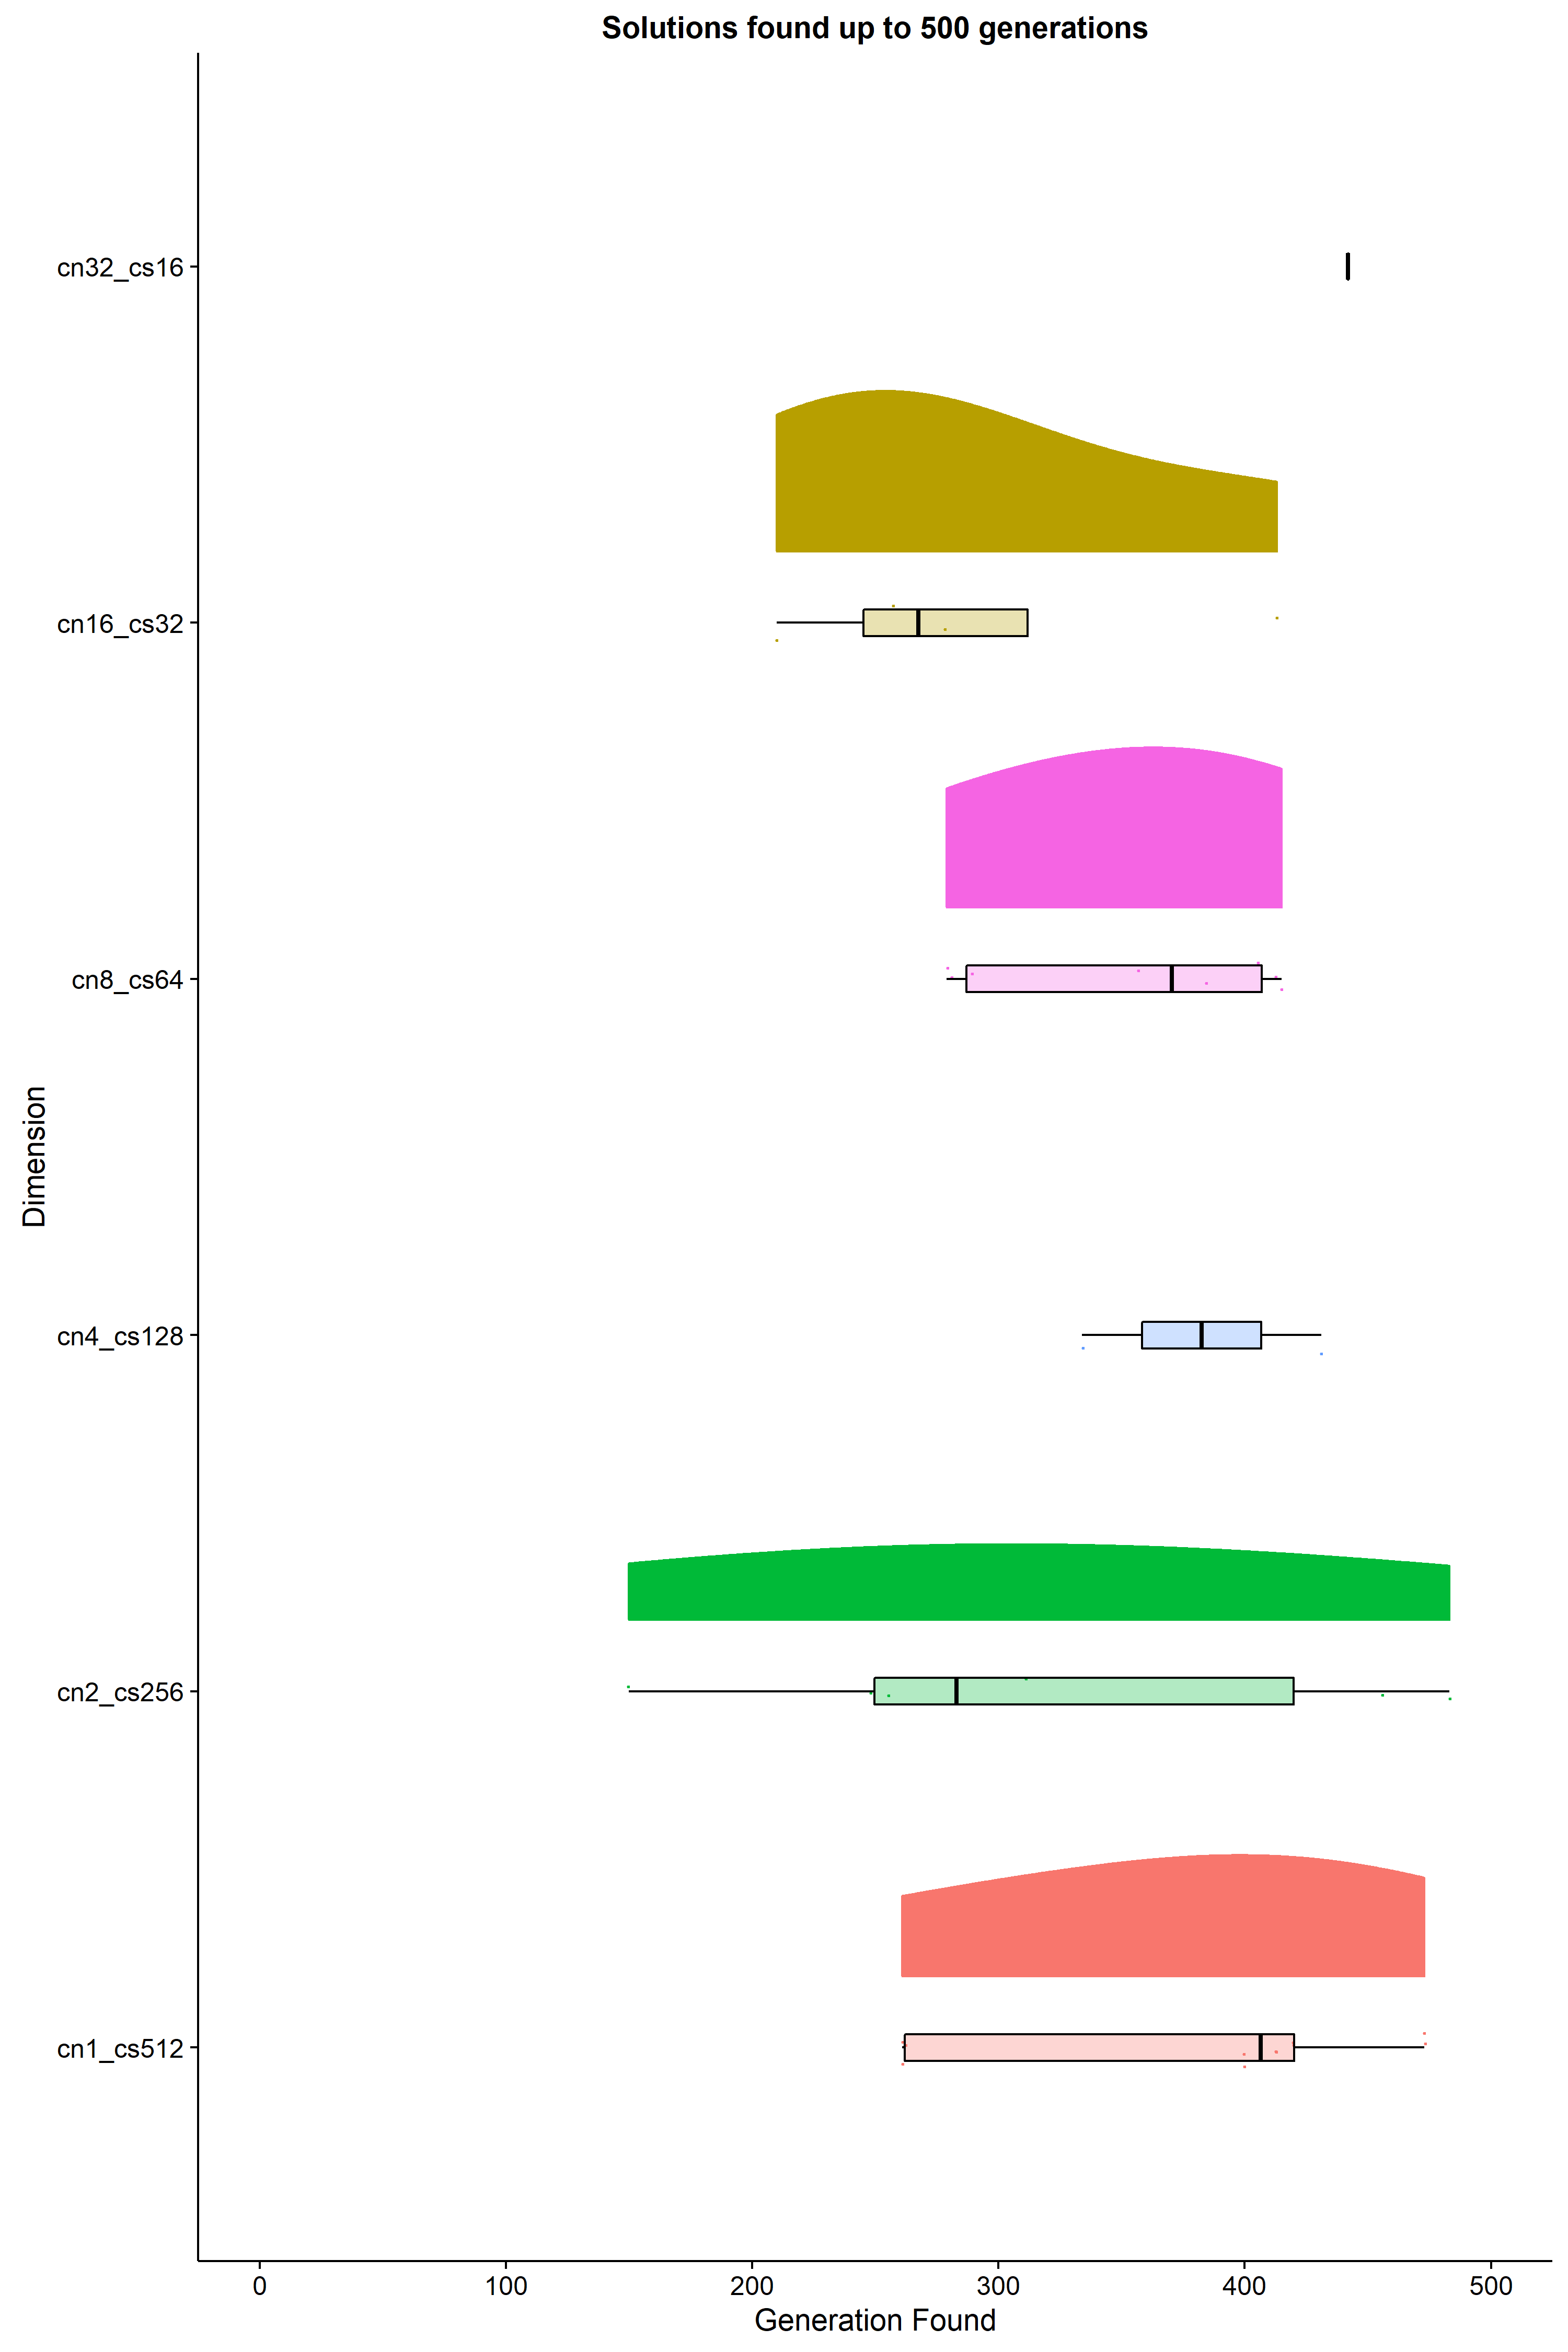 Solutions found up to 500 generations
cn32_cs16
cn16_cs32
cn8_cs64
cn4_cs128
cn2_cs256
cn1_cs512
Dimension
0 100 200 300 400 500
Generation Found